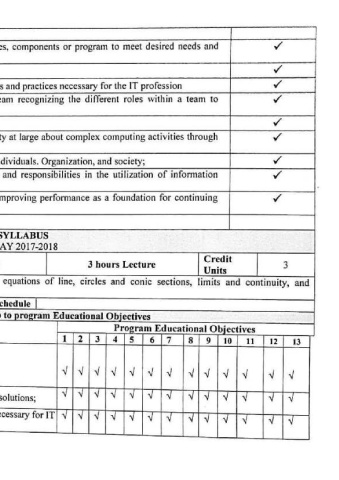 es, components or program to meet desired needs and ✓
✓
s and practices necessary for the IT profession ✓
eam recognizing the different roles within a team to ✓
✓
ty at large about complex computing activities through ✓
dividuals. Organization, and society; ✓
and responsibilities in the utilization of information ✓
improving performance as a foundation for continuing ✓
SYLLABUS
AY 2017-2018
3 hours Lecture Credit Units 3
equations of line, circles and conic sections, limits and continuity, and
chedule
to program Educational Objectives
Program Educational Objectives
1 2 3 4 5 6 7 8 9 10 11 12 13
√ √ √ √ √ √ √ √ √ √ √ √ √
solutions; √ √ √ √ √ √ √ √ √ √ √ √ √
cessary for IT √ √ √ √ √ √ √ √ √ √ √ √ √